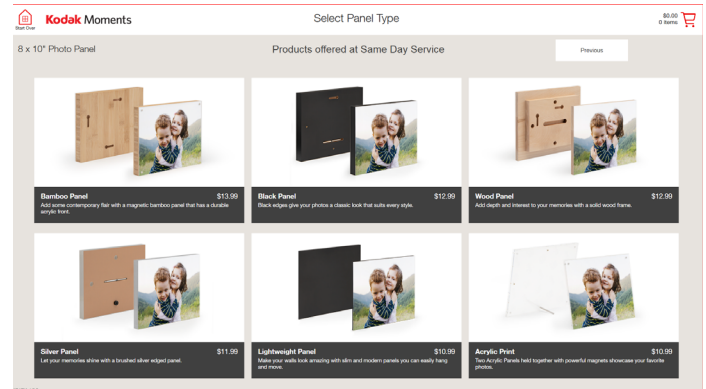 Kodak Moments
Select Panel Type
$0.00
0 items
Start Over
8 x 10" Photo Panel
Products offered at Same Day Service
Previous
Bamboo Panel $13.99
Add some contemporary flair with a magnetic bamboo panel that has a durable
acrylic front.
Black Panel $12.99
Black edges give your photos a classic look that suits every style.
Wood Panel $12.99
Add depth and interest to your memories with a solid wood frame.
Silver Panel $11.99
Let your memories shine with a brushed silver edged panel.
Lightweight Panel $10.99
Make your walls look amazing with slim and modern panels you can easily hang
and move.
Acrylic Print $10.99
Two Acrylic Panels held together with powerful magnets showcase your favorite
photos.